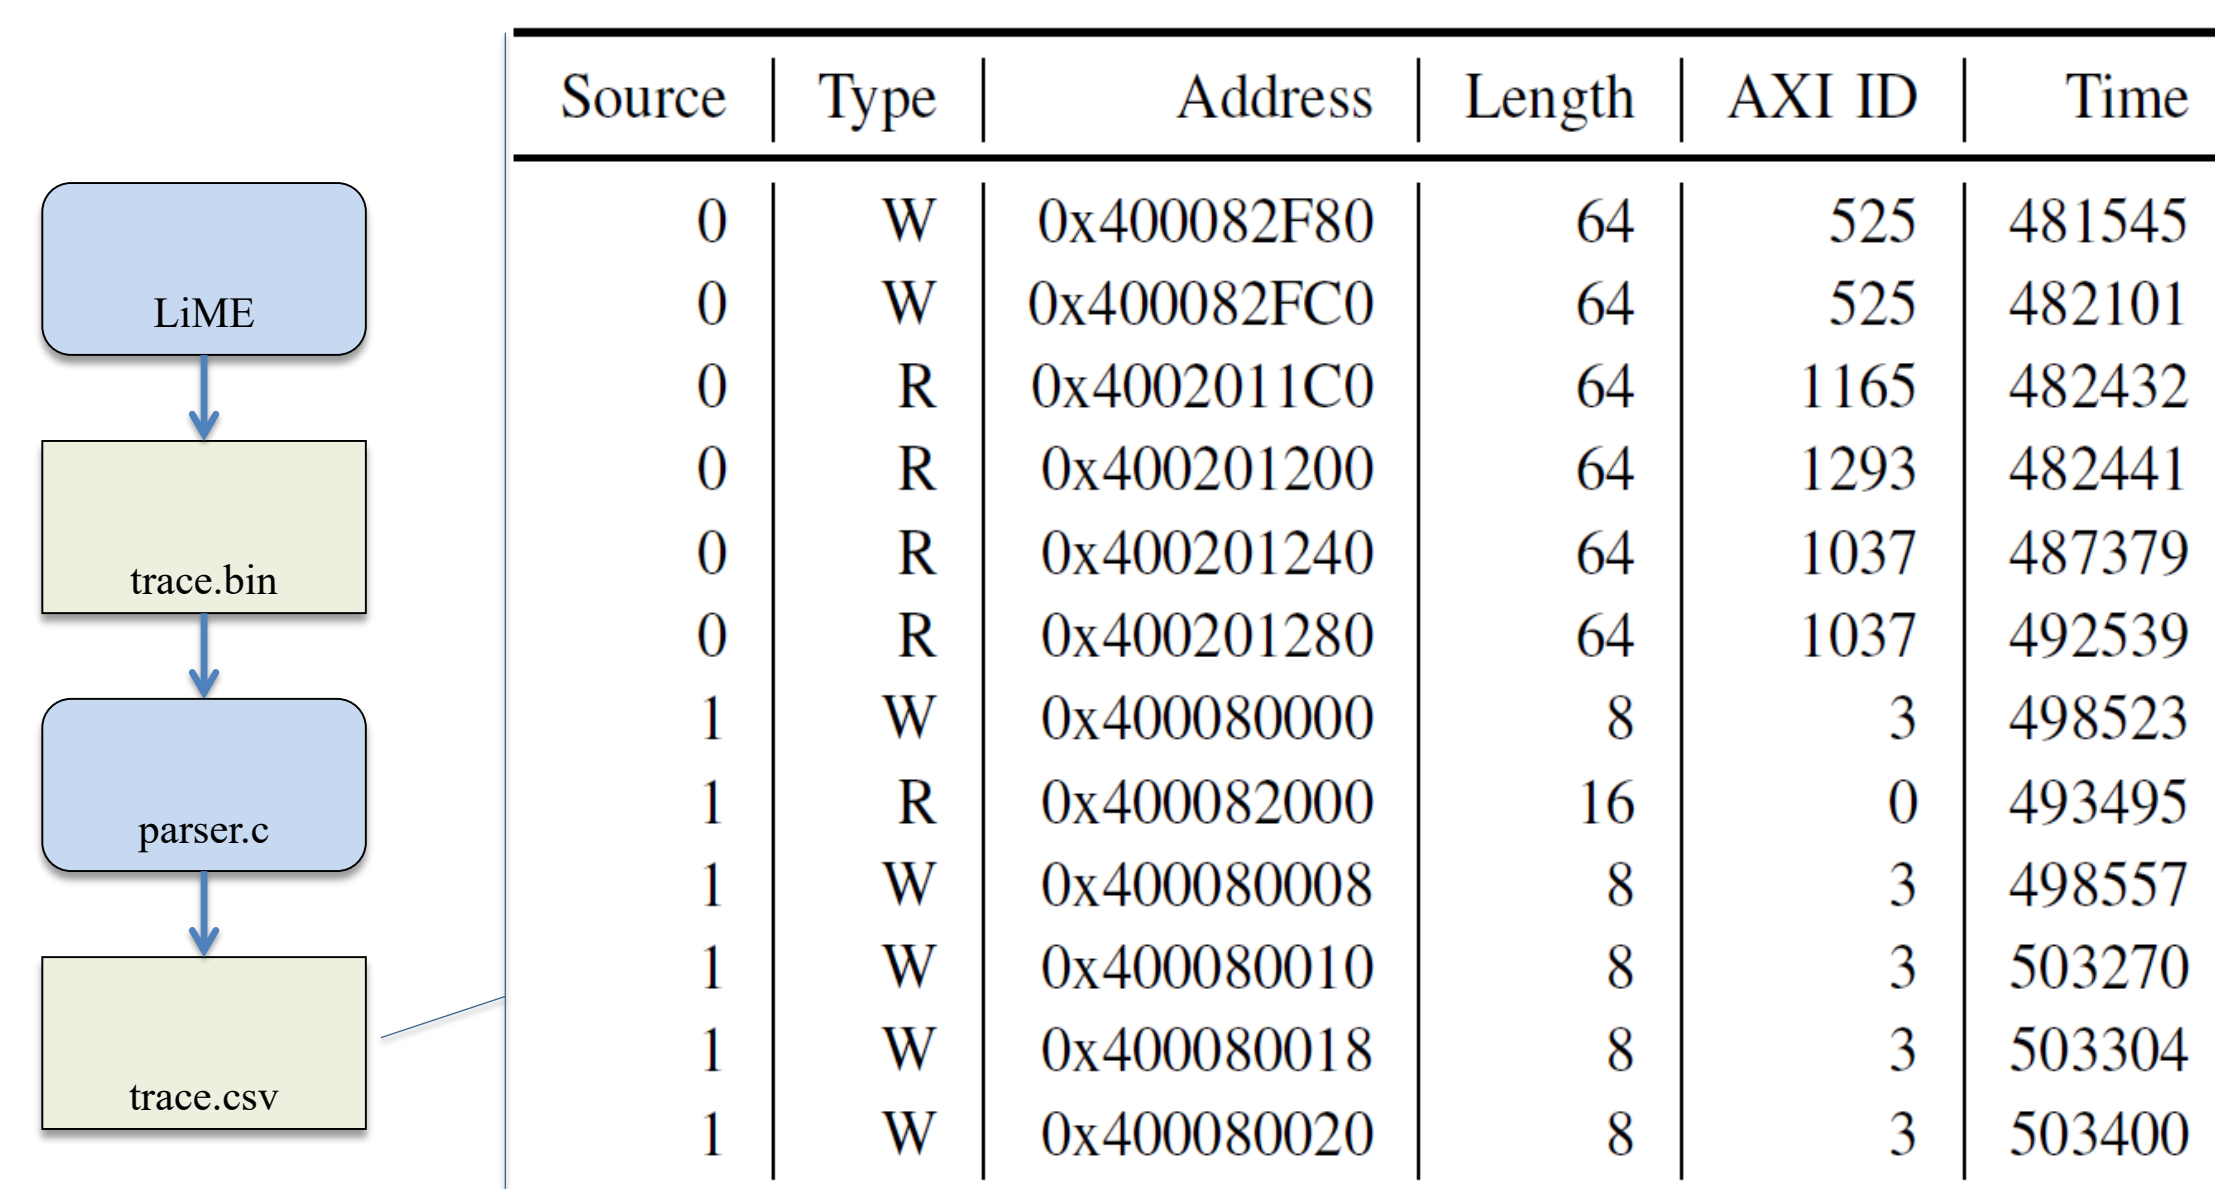 LiME
trace.bin
parser.c
trace.csv
Source Type Address Length AXI ID Time
0 W 0x400082F80 64 525 481545
0 W 0x400082FC0 64 525 482101
0 R 0x4002011C0 64 1165 482432
0 R 0x400201200 64 1293 482441
0 R 0x400201240 64 1037 487379
0 R 0x400201280 64 1037 492539
1 W 0x400080000 8 3 498523
1 R 0x400082000 16 0 493495
1 W 0x400080008 8 3 498557
1 W 0x400080010 8 3 503270
1 W 0x400080018 8 3 503304
1 W 0x400080020 8 3 503400